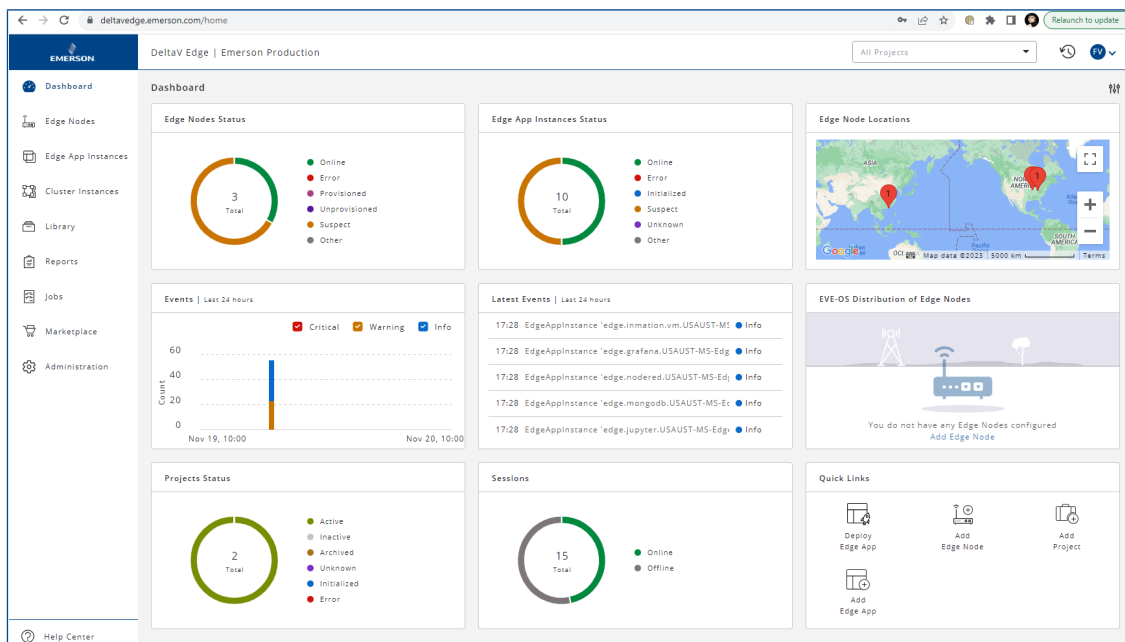 deltavedge.emerson.com/home
Relaunch to update
EMERSON
DeltaV Edge | Emerson Production
All Projects
FV
Dashboard
Edge Nodes
Edge App Instances
Cluster Instances
Library
Reports
Jobs
Marketplace
Administration
Help Center
Dashboard
Edge Nodes Status
3
Total
Online
Error
Provisioned
Unprovisioned
Suspect
Other
Edge App Instances Status
10
Total
Online
Error
Initialized
Suspect
Unknown
Other
Edge Node Locations
ASIA
NOR
AMERI
1
1
Pacific
SOUTH
AMERICA
Google
Map data ©2023
5000 km
Terms
Events | Last 24 hours
Critical
Warning
Info
60
40
20
0
Count
Nov 19, 10:00
Nov 20, 10:00
Latest Events | Last 24 hours
17:28 EdgeAppInstance 'edge.inmation.vm.USAUST-MS Info
17:28 EdgeAppInstance 'edge.grafana.USAUST-MS-Edg Info
17:28 EdgeAppInstance 'edge.nodered.USAUST-MS-Edg Info
17:28 EdgeAppInstance 'edge.mongodb.USAUST-MS-Ec Info
17:28 EdgeAppInstance 'edge.jupyter.USAUST-MS-Edg Info
EVE-OS Distribution of Edge Nodes
You do not have any Edge Nodes configured
Add Edge Node
Projects Status
2
Total
Active
Inactive
Archived
Unknown
Initialized
Error
Sessions
15
Total
Online
Offline
Quick Links
Deploy
Edge App
Add
Edge Node
Add
Project
Add
Edge App